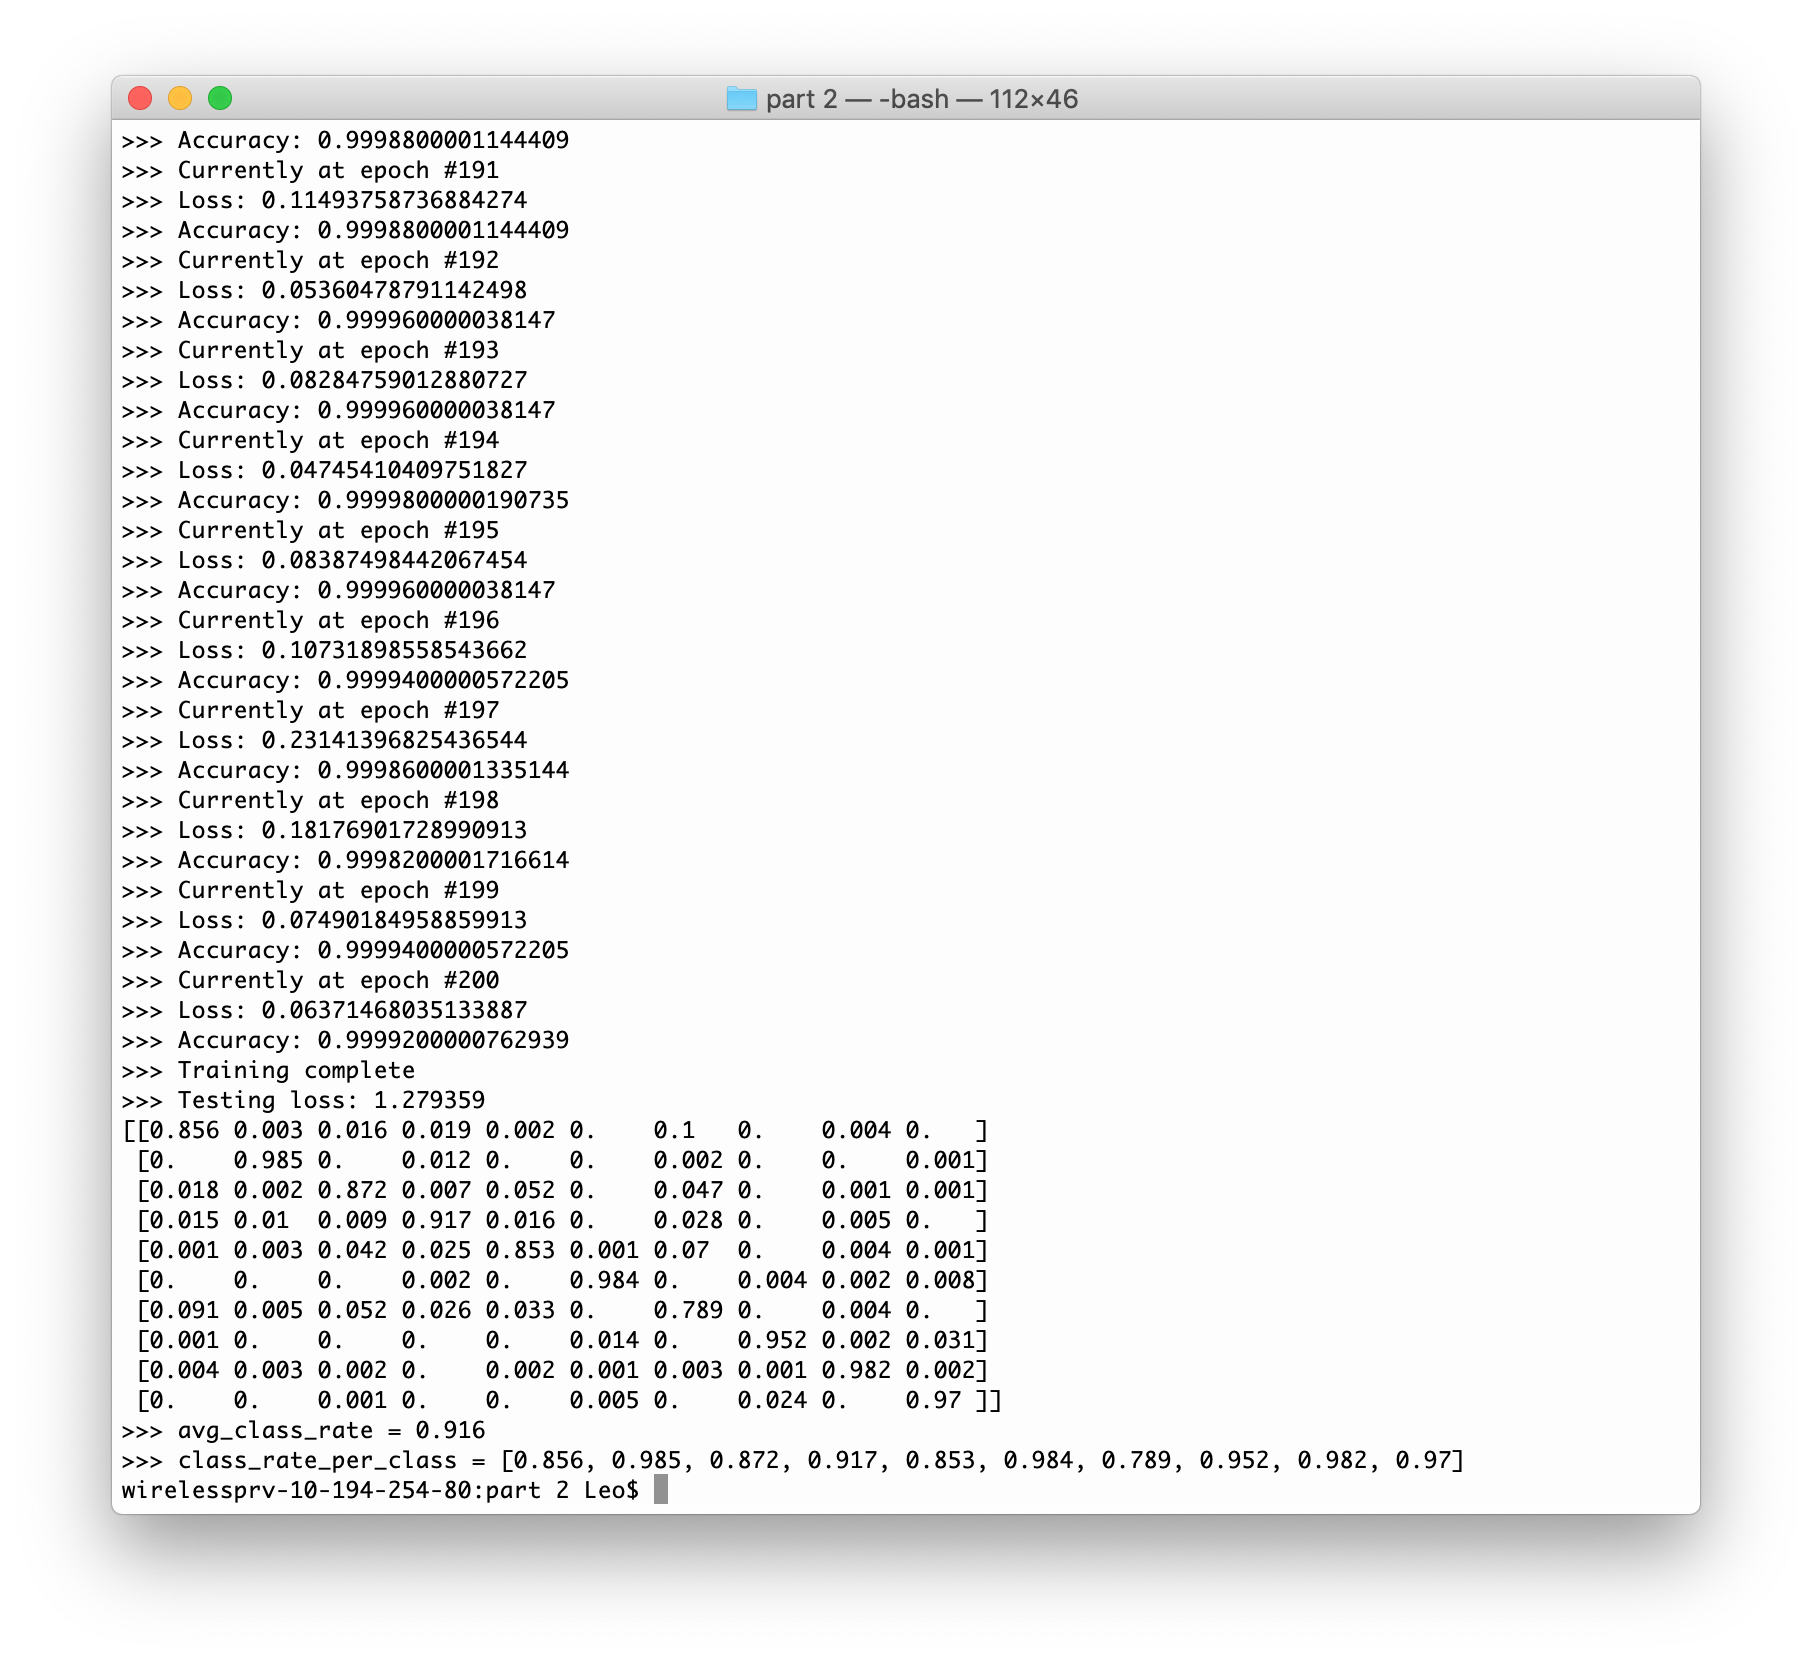 part 2 — -bash — 112×46
>>> Accuracy: 0.9998800001144409
>>> Currently at epoch #191
>>> Loss: 0.11493758736884274
>>> Accuracy: 0.9998800001144409
>>> Currently at epoch #192
>>> Loss: 0.05360478791142498
>>> Accuracy: 0.999960000038147
>>> Currently at epoch #193
>>> Loss: 0.08284759012880727
>>> Accuracy: 0.999960000038147
>>> Currently at epoch #194
>>> Loss: 0.04745410409751827
>>> Accuracy: 0.9999800000190735
>>> Currently at epoch #195
>>> Loss: 0.08387498442067454
>>> Accuracy: 0.999960000038147
>>> Currently at epoch #196
>>> Loss: 0.10731898558543662
>>> Accuracy: 0.9999400000572205
>>> Currently at epoch #197
>>> Loss: 0.23141396825436544
>>> Accuracy: 0.9998600001335144
>>> Currently at epoch #198
>>> Loss: 0.18176901728990913
>>> Accuracy: 0.9998200001716614
>>> Currently at epoch #199
>>> Loss: 0.07490184958859913
>>> Accuracy: 0.9999400000572205
>>> Currently at epoch #200
>>> Loss: 0.06371468035133887
>>> Accuracy: 0.9999200000762939
>>> Training complete
>>> Testing loss: 1.279359
[[0.856 0.003 0.016 0.019 0.002 0.    0.1   0.    0.004 0.   ]
 [0.    0.985 0.    0.012 0.    0.    0.002 0.    0.    0.001]
 [0.018 0.002 0.872 0.007 0.052 0.    0.047 0.    0.001 0.001]
 [0.015 0.01  0.009 0.917 0.016 0.    0.028 0.    0.005 0.   ]
 [0.001 0.003 0.042 0.025 0.853 0.001 0.07  0.    0.004 0.001]
 [0.    0.    0.    0.002 0.    0.984 0.    0.004 0.002 0.008]
 [0.091 0.005 0.052 0.026 0.033 0.    0.789 0.    0.004 0.   ]
 [0.001 0.    0.    0.    0.    0.014 0.    0.952 0.002 0.031]
 [0.004 0.003 0.002 0.    0.002 0.001 0.003 0.001 0.982 0.002]
 [0.    0.    0.001 0.    0.    0.005 0.    0.024 0.    0.97 ]]
>>> avg_class_rate = 0.916
>>> class_rate_per_class = [0.856, 0.985, 0.872, 0.917, 0.853, 0.984, 0.789, 0.952, 0.982, 0.97]
wirelessprv-10-194-254-80:part 2 Leo$